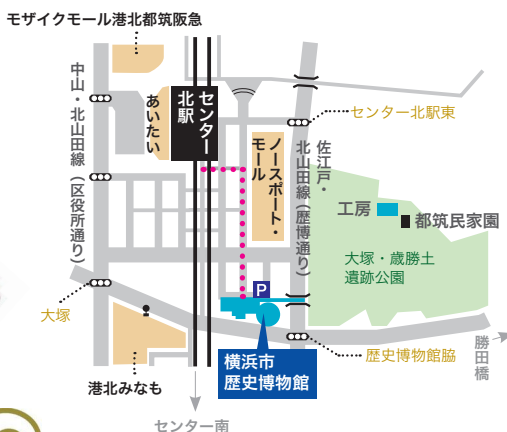 モザイクモール港北都筑阪急
中山・北山田線（区役所通り）
あいたい
センター
北駅
センター北駅東
ノースポート・
モール
佐江戸・
北山田線（歴博通り）
工房
都筑民家園
大塚・歳勝土
遺跡公園
P
大塚
横浜市
歴史博物館
歴史博物館脇
勝田橋
港北みなも
センター南